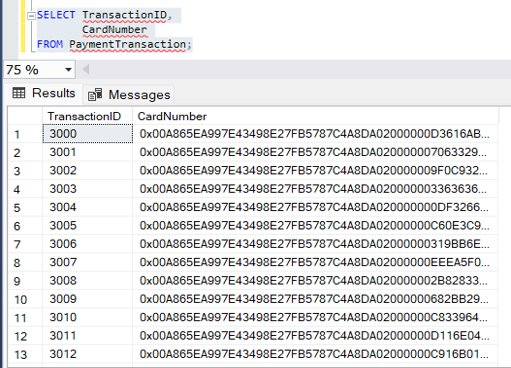 SELECT TransactionID,
CardNumber
FROM PaymentTransaction;
75 %
Results Messages
TransactionID CardNumber
1 3000 0x00A865EA997E43498E27FB5787C4A8DA02000000D3616AB...
2 3001 0x00A865EA997E43498E27FB5787C4A8DA020000007063329...
3 3002 0x00A865EA997E43498E27FB5787C4A8DA020000009F0C932...
4 3003 0x00A865EA997E43498E27FB5787C4A8DA020000003363636...
5 3004 0x00A865EA997E43498E27FB5787C4A8DA02000000DF3266...
6 3005 0x00A865EA997E43498E27FB5787C4A8DA02000000C60E3C9...
7 3006 0x00A865EA997E43498E27FB5787C4A8DA02000000319BB6E...
8 3007 0x00A865EA997E43498E27FB5787C4A8DA02000000EEEA5F0...
9 3008 0x00A865EA997E43498E27FB5787C4A8DA020000002B82833...
10 3009 0x00A865EA997E43498E27FB5787C4A8DA02000000682BB29...
11 3010 0x00A865EA997E43498E27FB5787C4A8DA02000000C833964...
12 3011 0x00A865EA997E43498E27FB5787C4A8DA02000000D116E04...
13 3012 0x00A865EA997E43498E27FB5787C4A8DA02000000C916B01...